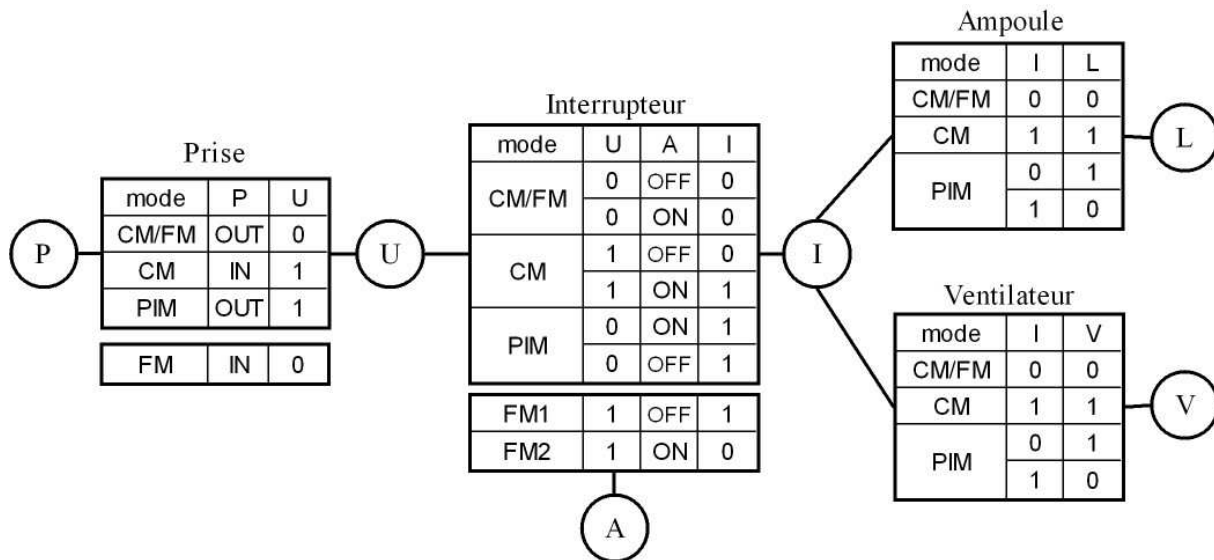 Prise
mode P U
CM/FM OUT 0
CM IN 1
PIM OUT 1
FM IN 0
P
U
Interrupteur
mode U A I
CM/FM 0 OFF 0
0 ON 0
CM 1 OFF 0
1 ON 1
PIM 0 ON 1
0 OFF 1
FM1 1 OFF 1
FM2 1 ON 0
A
I
Ampoule
mode I L
CM/FM 0 0
CM 1 1
PIM 0 1
1 0
L
Ventilateur
mode I V
CM/FM 0 0
CM 1 1
PIM 0 1
1 0
V